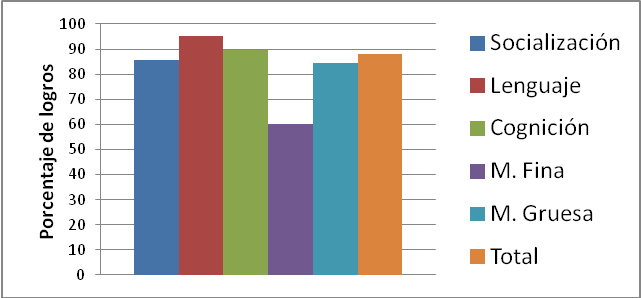 Porcentaje de logros
100
90
80
70
60
50
40
30
20
10
0
Socialización
Lenguaje
Cognición
M. Fina
M. Gruesa
Total